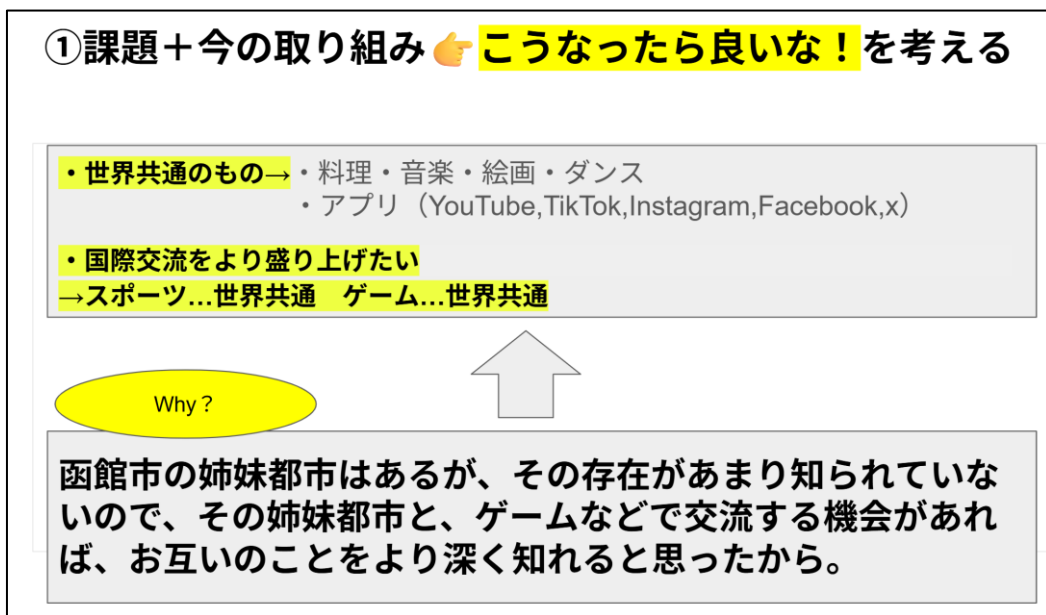 ①課題＋今の取り組み👉こうなったら良いな！を考える
・世界共通のもの→・料理・音楽・絵画・ダンス
・アプリ（YouTube,TikTok,Instagram,Facebook,x）
・国際交流をより盛り上げたい
→スポーツ…世界共通　ゲーム…世界共通
Why？
函館市の姉妹都市はあるが、その存在があまり知られていな
いので、その姉妹都市と、ゲームなどで交流する機会があれ
ば、お互いのことをより深く知れると思ったから。